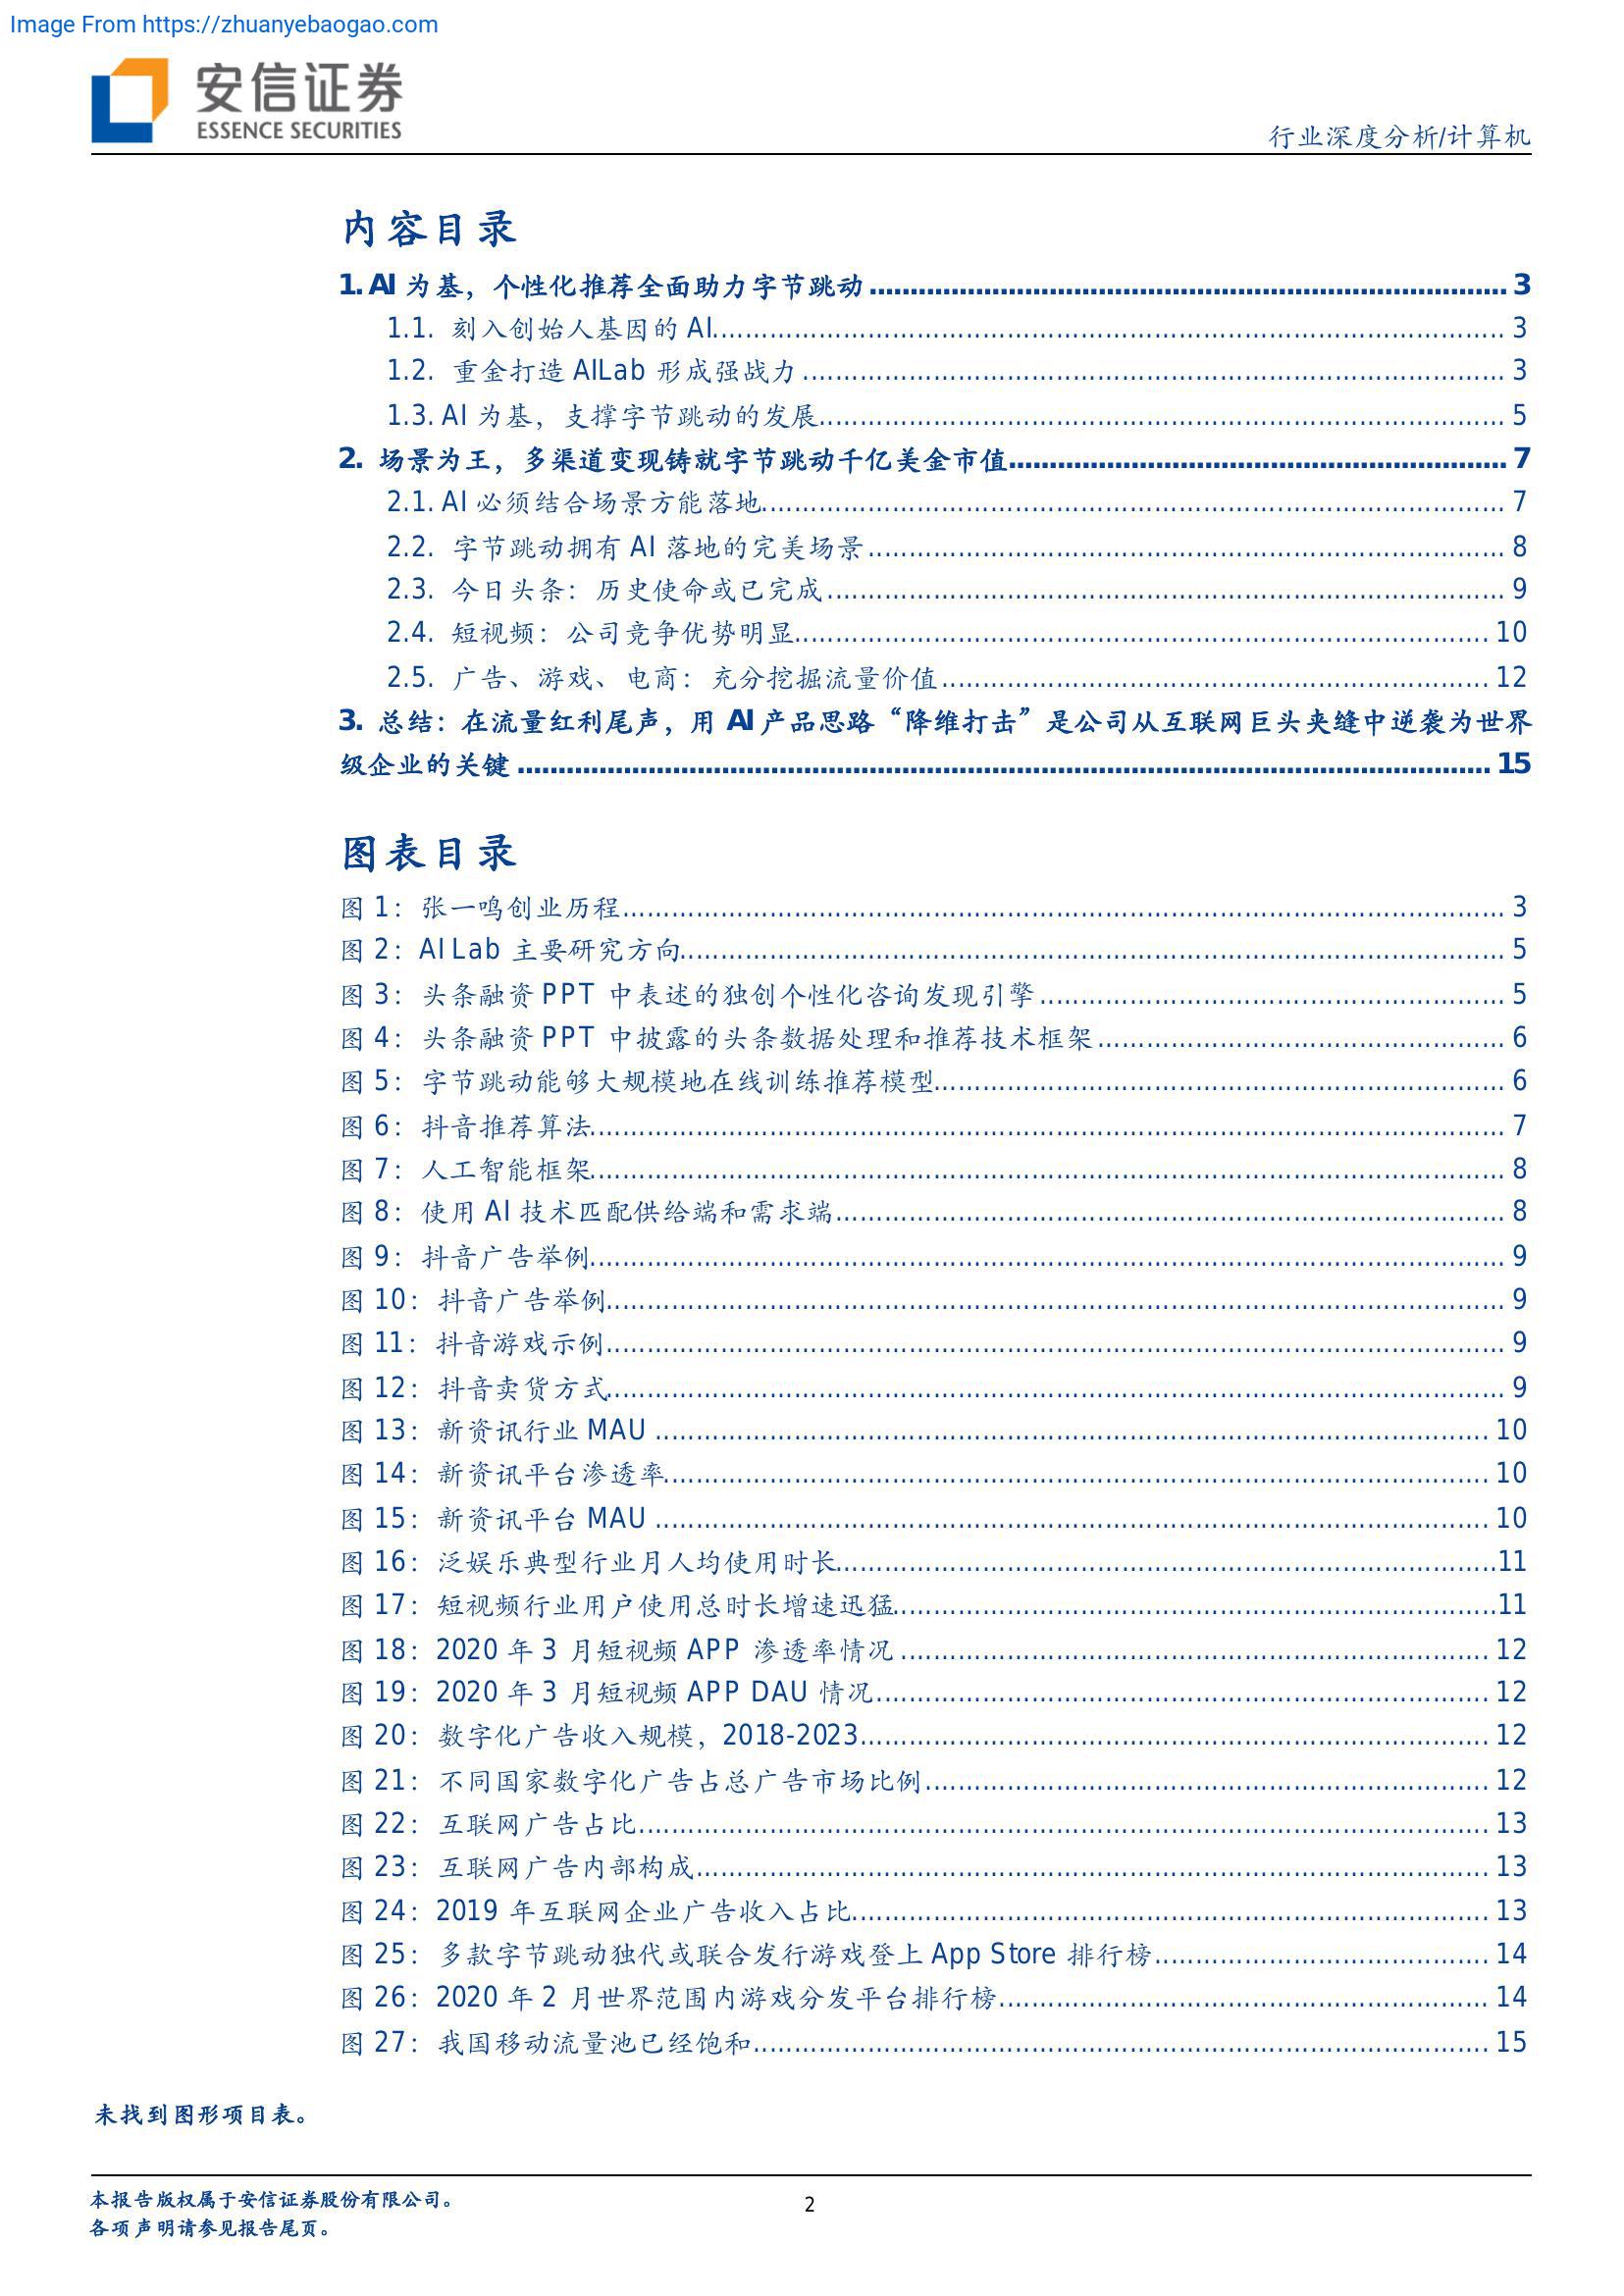 Image From https://zhuanyebaogao.com
安信证券
ESSENCE SECURITIES
行业深度分析/计算机
内容目录
1. AI 为基，个性化推荐全面助力字节跳动 3
1.1. 刻入创始人基因的 AI 3
1.2. 重金打造 AILab 形成强战力 3
1.3. AI 为基，支撑字节跳动的发展 5
2. 场景为王，多渠道变现铸就字节跳动千亿美金市值 7
2.1. AI 必须结合场景方能落地 7
2.2. 字节跳动拥有 AI 落地的完美场景 8
2.3. 今日头条：历史使命或已完成 9
2.4. 短视频：公司竞争优势明显 10
2.5. 广告、游戏、电商：充分挖掘流量价值 12
3. 总结：在流量红利尾声，用 AI 产品思路“降维打击”是公司从互联网巨头夹缝中逆袭为世界
级企业的关键 15
图表目录
图 1：张一鸣创业历程 3
图 2：AI Lab 主要研究方向 5
图 3：头条融资 PPT 中表述的独创个性化咨询发现引擎 5
图 4：头条融资 PPT 中披露的头条数据处理和推荐技术框架 6
图 5：字节跳动能够大规模地在线训练推荐模型 6
图 6：抖音推荐算法 7
图 7：人工智能框架 8
图 8：使用 AI 技术匹配供给端和需求端 8
图 9：抖音广告举例 9
图 10：抖音广告举例 9
图 11：抖音游戏示例 9
图 12：抖音卖货方式 9
图 13：新资讯行业 MAU 10
图 14：新资讯平台渗透率 10
图 15：新资讯平台 MAU 10
图 16：泛娱乐典型行业月人均使用时长 11
图 17：短视频行业用户使用总时长增速迅猛 11
图 18：2020 年 3 月短视频 APP 渗透率情况 12
图 19：2020 年 3 月短视频 APP DAU 情况 12
图 20：数字化广告收入规模，2018-2023 12
图 21：不同国家数字化广告占总广告市场比例 12
图 22：互联网广告占比 13
图 23：互联网广告内部构成 13
图 24：2019 年互联网企业广告收入占比 13
图 25：多款字节跳动独代或联合发行游戏登上 App Store 排行榜 14
图 26：2020 年 2 月世界范围内游戏分发平台排行榜 14
图 27：我国移动流量池已经饱和 15
未找到图形项目表。
本报告版权属于安信证券股份有限公司。
2
各项声明请参见报告尾页。